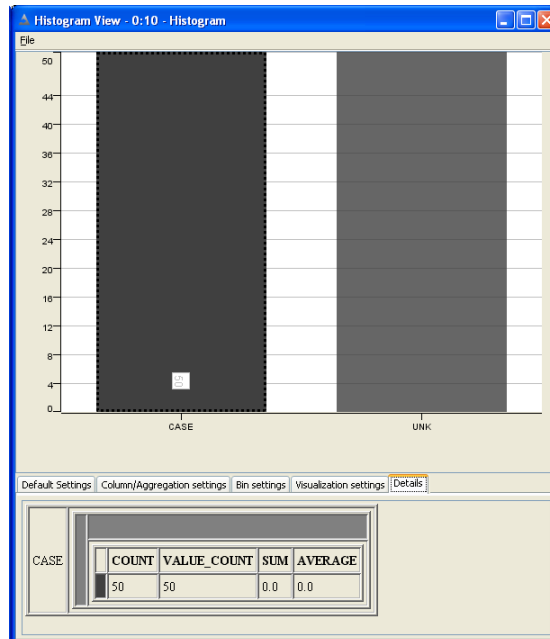 Histogram View - 0:10 - Histogram
File
50
44
40
36
32
28
24
20
16
12
8
4
0
50
CASE UNK
Default Settings Column/Aggregation settings Bin settings Visualization settings Details
CASE
COUNT VALUE_COUNT SUM AVERAGE
50 50 0.0 0.0